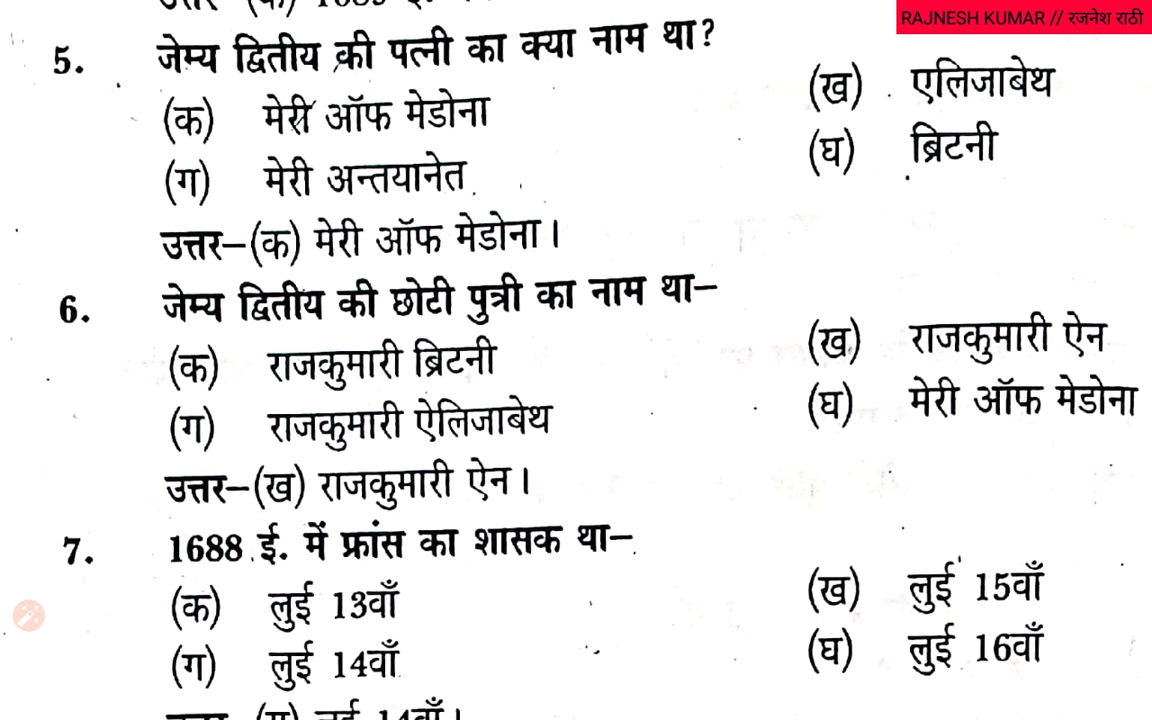 RAJNESH KUMAR // रजनेश राठी
5. जेम्य द्वितीय की पत्नी का क्या नाम था?
(क) मेरी ऑफ मेडोना (ख) एलिजाबेथ
(ग) मेरी अन्तयानेत (घ) ब्रिटनी
उत्तर–(क) मेरी ऑफ मेडोना।
6. जेम्य द्वितीय की छोटी पुत्री का नाम था–
(क) राजकुमारी ब्रिटनी (ख) राजकुमारी ऐन
(ग) राजकुमारी ऐलिजाबेथ (घ) मेरी ऑफ मेडोना
उत्तर–(ख) राजकुमारी ऐन।
7. 1688 ई. में फ्रांस का शासक था–
(क) लुई 13वाँ (ख) लुई 15वाँ
(ग) लुई 14वाँ (घ) लुई 16वाँ